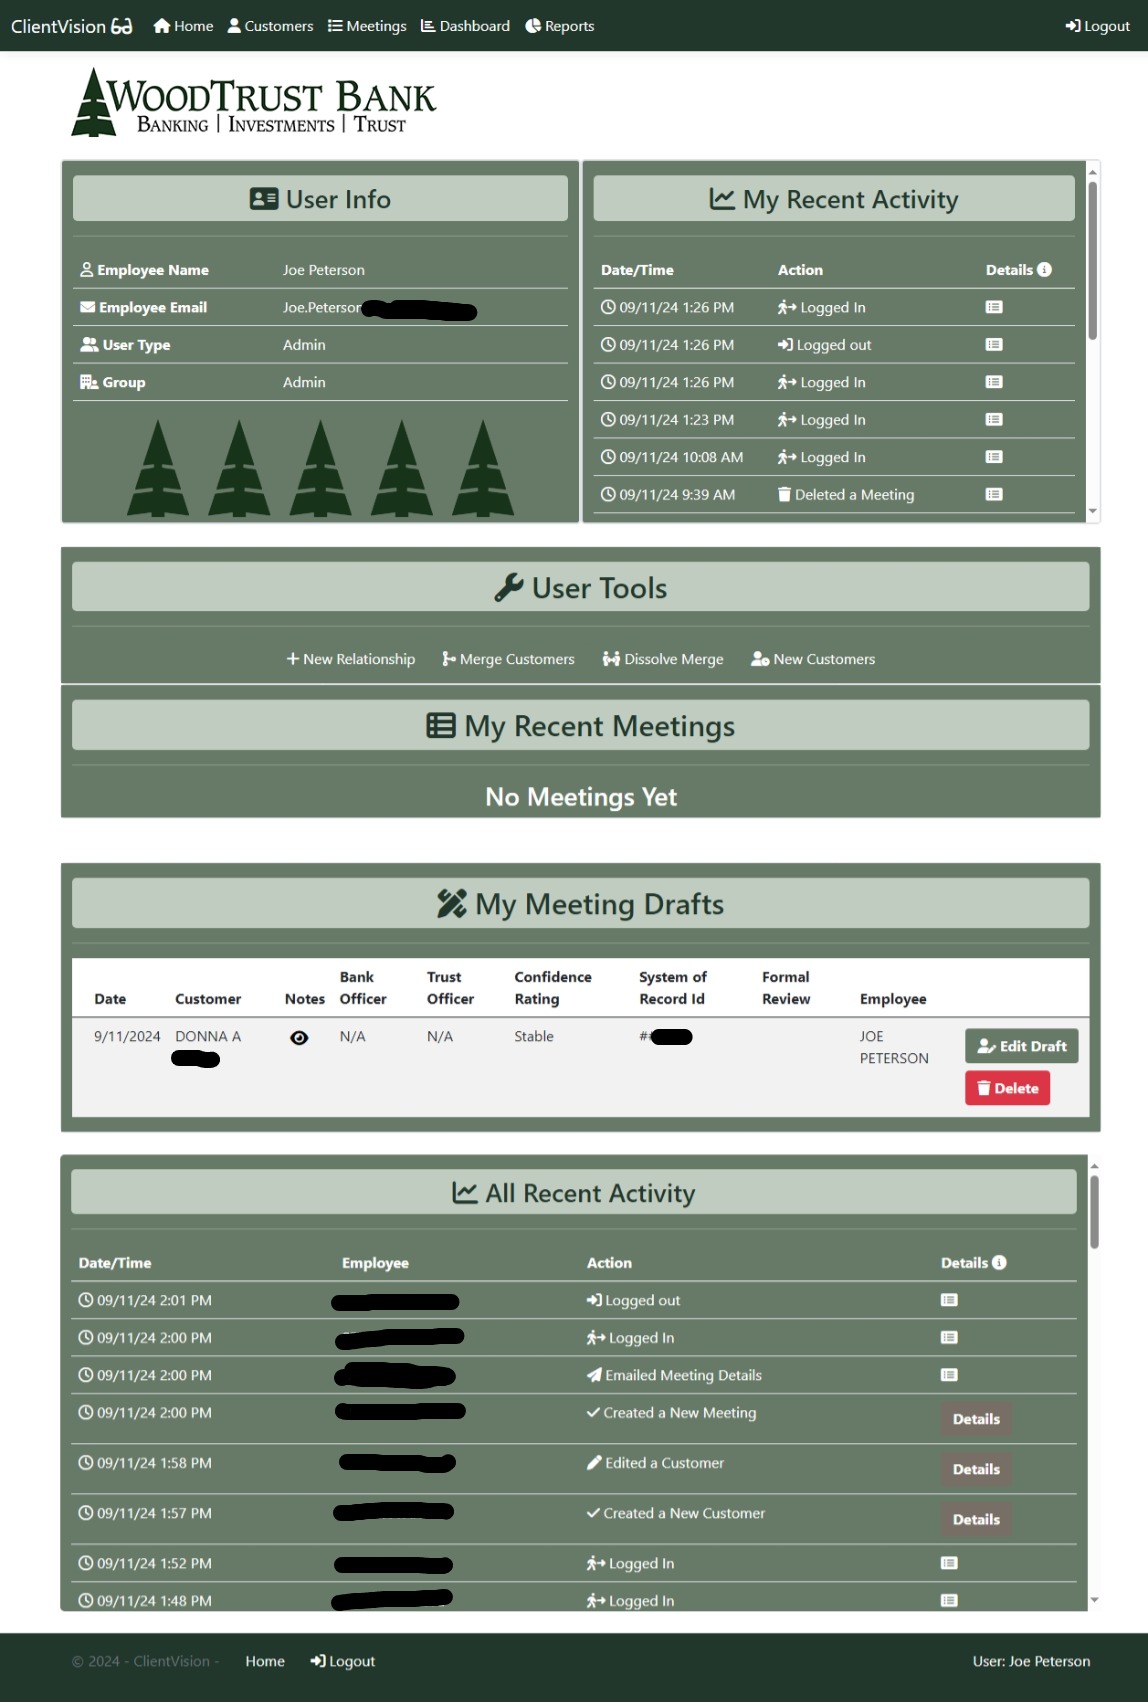 ClientVision Home Customers Meetings Dashboard Reports Logout
WOODTRUST BANK
BANKING | INVESTMENTS | TRUST
User Info
Employee Name Joe Peterson
Employee Email Joe.Peterson
User Type Admin
Group Admin
My Recent Activity
Date/Time Action Details
09/11/24 1:26 PM Logged In
09/11/24 1:26 PM Logged out
09/11/24 1:26 PM Logged In
09/11/24 1:23 PM Logged In
09/11/24 10:08 AM Logged In
09/11/24 9:39 AM Deleted a Meeting
User Tools
New Relationship Merge Customers Dissolve Merge New Customers
My Recent Meetings
No Meetings Yet
My Meeting Drafts
Date Customer Notes Bank Officer Trust Officer Confidence Rating System of Record Id Formal Review Employee
9/11/2024 DONNA A N/A N/A Stable # JOE PETERSON Edit Draft
Delete
All Recent Activity
Date/Time Employee Action Details
09/11/24 2:01 PM Logged out
09/11/24 2:00 PM Logged In
09/11/24 2:00 PM Emailed Meeting Details
09/11/24 2:00 PM Created a New Meeting Details
09/11/24 1:58 PM Edited a Customer Details
09/11/24 1:57 PM Created a New Customer Details
09/11/24 1:52 PM Logged In
09/11/24 1:48 PM Logged In
© 2024 - ClientVision - Home Logout User: Joe Peterson